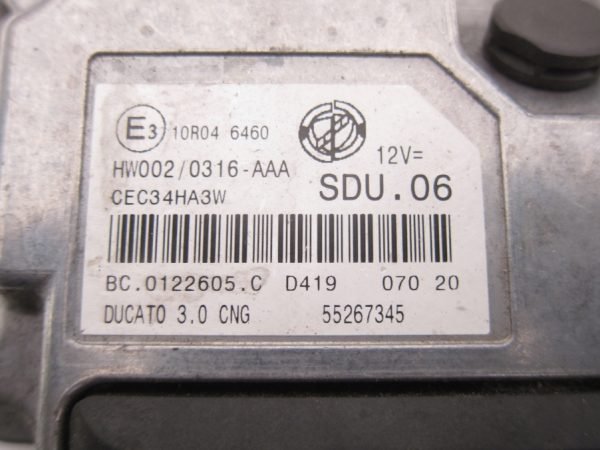 E3 10R04 6460
12V=
HW002/0316-AAA
CEC34HA3W
SDU.06
BC.0122605.C D419 070 20
DUCATO 3.0 CNG 55267345